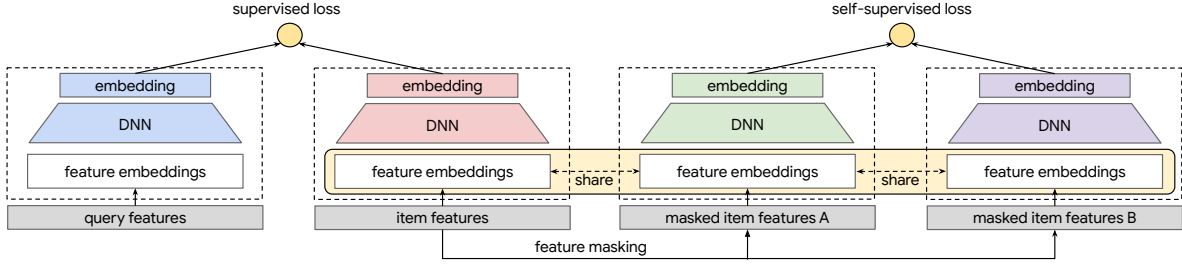 supervised loss
self-supervised loss
embedding
embedding
embedding
embedding
DNN
DNN
DNN
DNN
feature embeddings
feature embeddings
share
feature embeddings
share
feature embeddings
query features
item features
masked item features A
masked item features B
feature masking